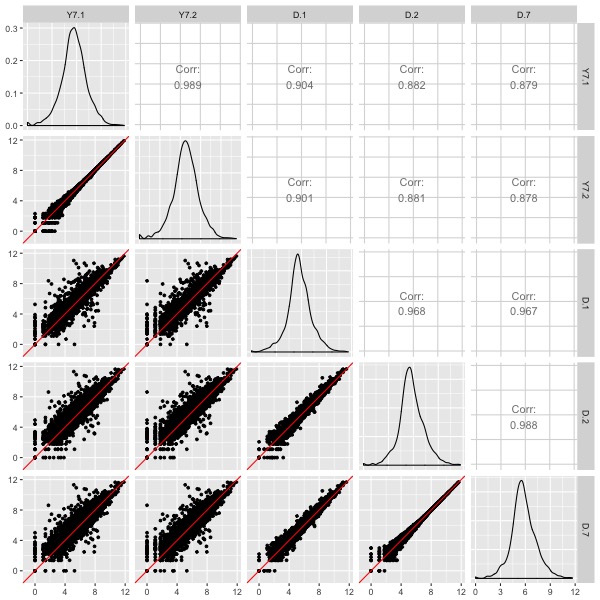 Y7.1 Y7.2 D.1 D.2 D.7
0.3
0.2
0.1
0.0
Corr: Corr: Corr: Corr:
0.989 0.904 0.882 0.879
Y7.1
12
8
4
0
Corr: Corr: Corr:
0.901 0.881 0.878
Y7.2
12
8
4
0
Corr: Corr:
0.968 0.967
D.1
12
8
4
0
Corr:
0.988
D.2
12
8
4
0
D.7
0 4 8 12 0 4 8 12 0 4 8 12 0 4 8 12 0 3 6 9 12